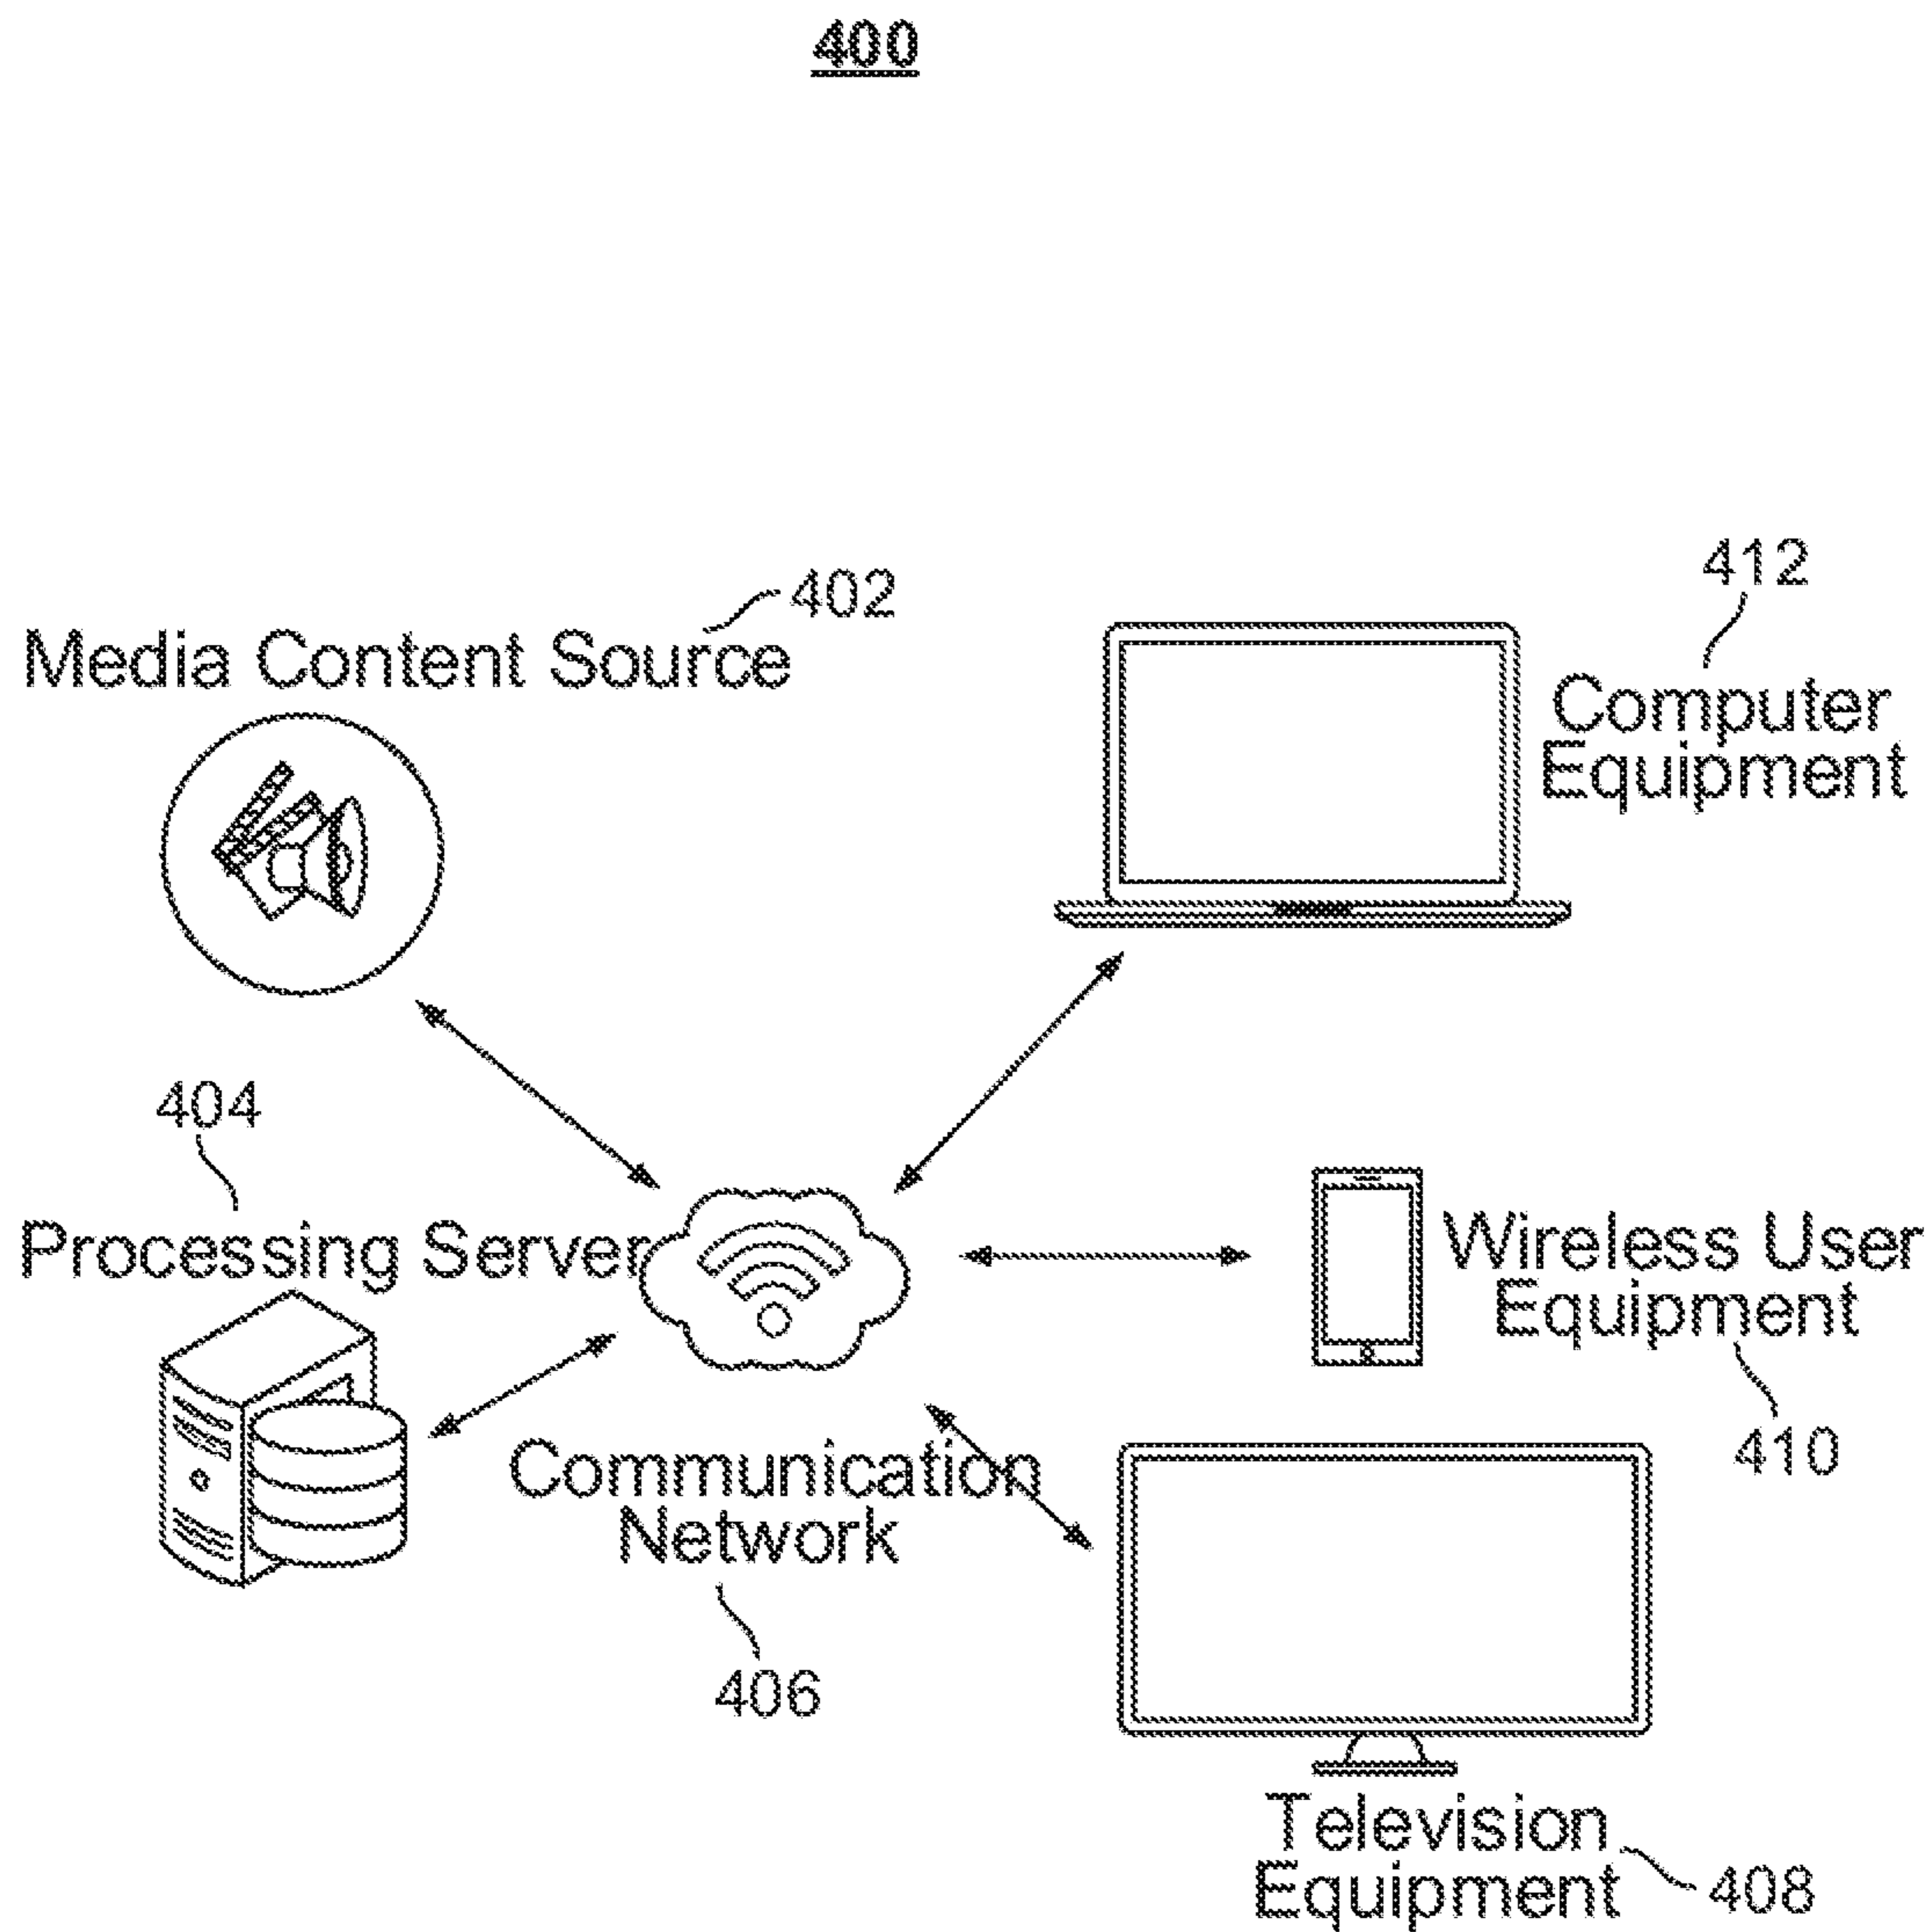 400
402
Media Content Source
412
Computer
Equipment
404
Processing Server
Wireless User
Equipment
410
Communication
Network
406
Television
Equipment
408